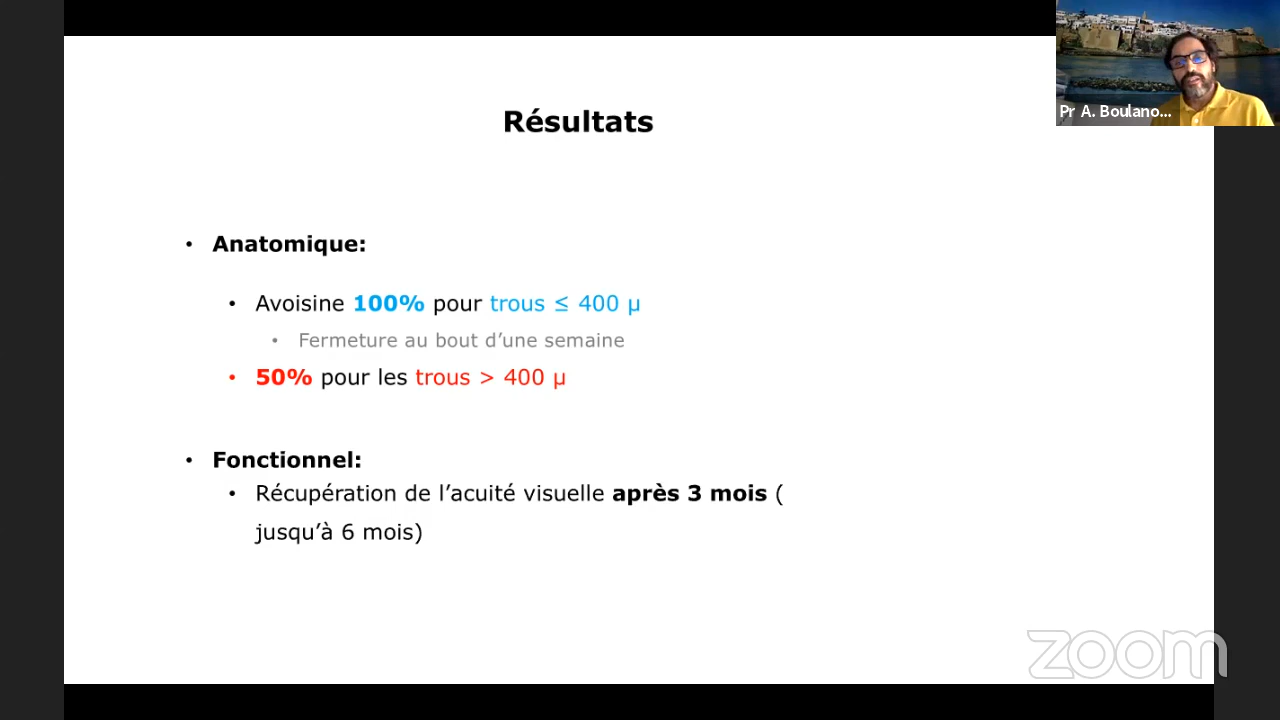 Pr A. Boulano...
Résultats
• Anatomique:
• Avoisine 100% pour trous ≤ 400 µ
• Fermeture au bout d’une semaine
• 50% pour les trous > 400 µ
• Fonctionnel:
• Récupération de l’acuité visuelle après 3 mois (
jusqu’à 6 mois)
zoom